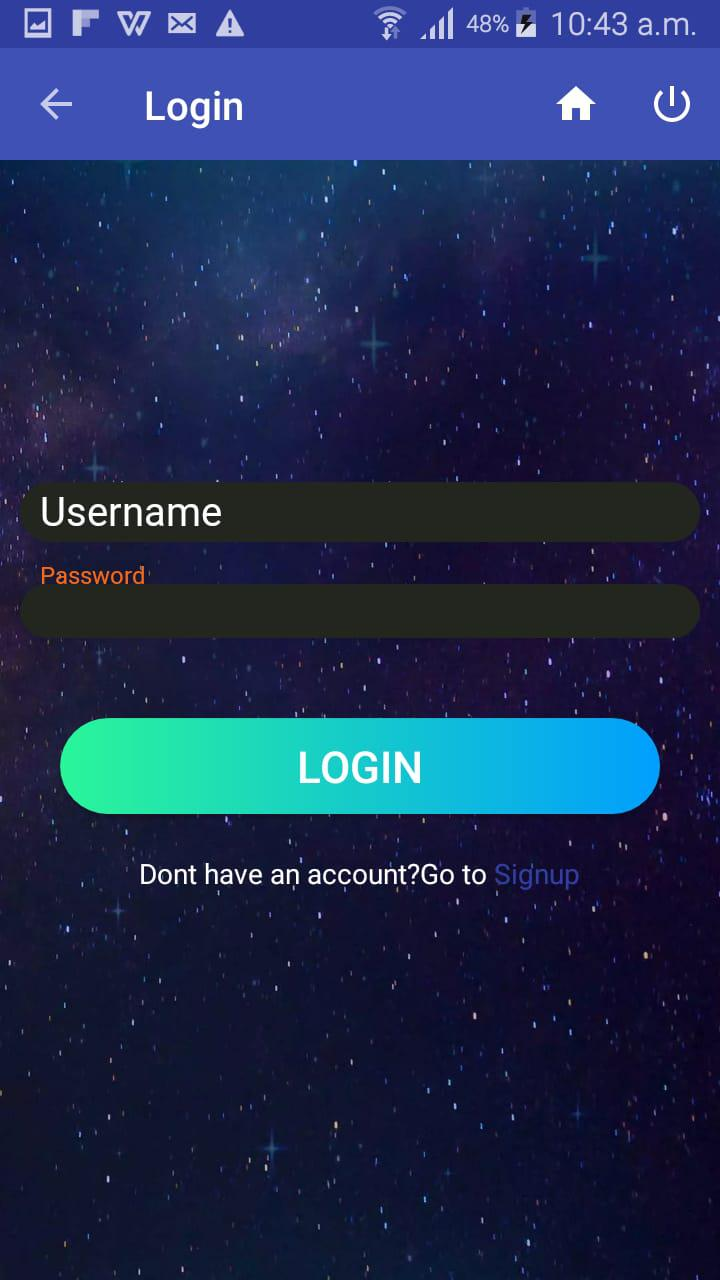 48% 10:43 a.m.
Login
Username
Password
LOGIN
Dont have an account?Go to Signup